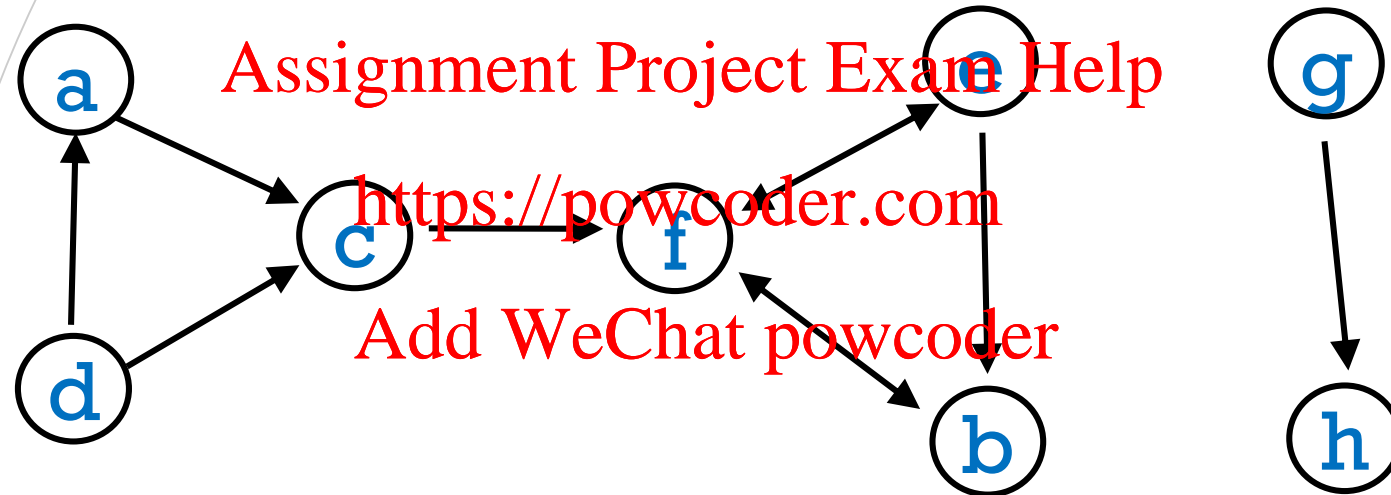 a
Assignment Project Exam Help
e
g
https://powcoder.com
c
f
Add WeChat powcoder
d
b
h